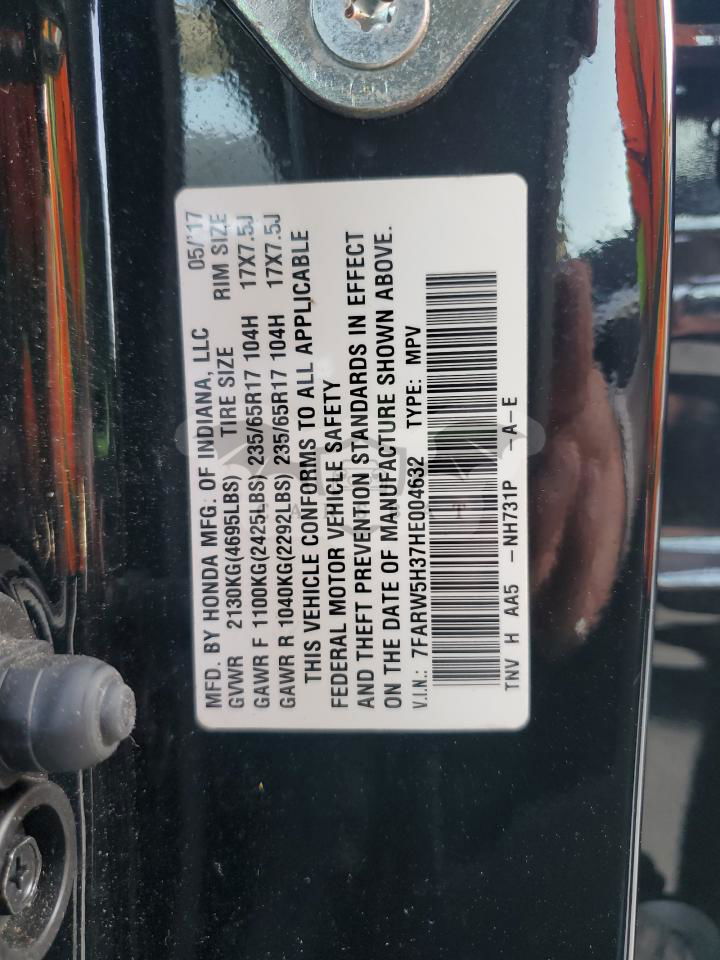 MFD. BY HONDA MFG. OF INDIANA, LLC 05/'17
GVWR 2130KG(4695LBS) TIRE SIZE RIM SIZE
GAWR F 1100KG(2425LBS) 235/65R17 104H 17X7.5J
GAWR R 1040KG(2292LBS) 235/65R17 104H 17X7.5J
THIS VEHICLE CONFORMS TO ALL APPLICABLE
FEDERAL MOTOR VEHICLE SAFETY
AND THEFT PREVENTION STANDARDS IN EFFECT
ON THE DATE OF MANUFACTURE SHOWN ABOVE.
V.I.N.: 7FARW5H37HE004632 TYPE: MPV
TNV H AA5 -NH731P -A-E